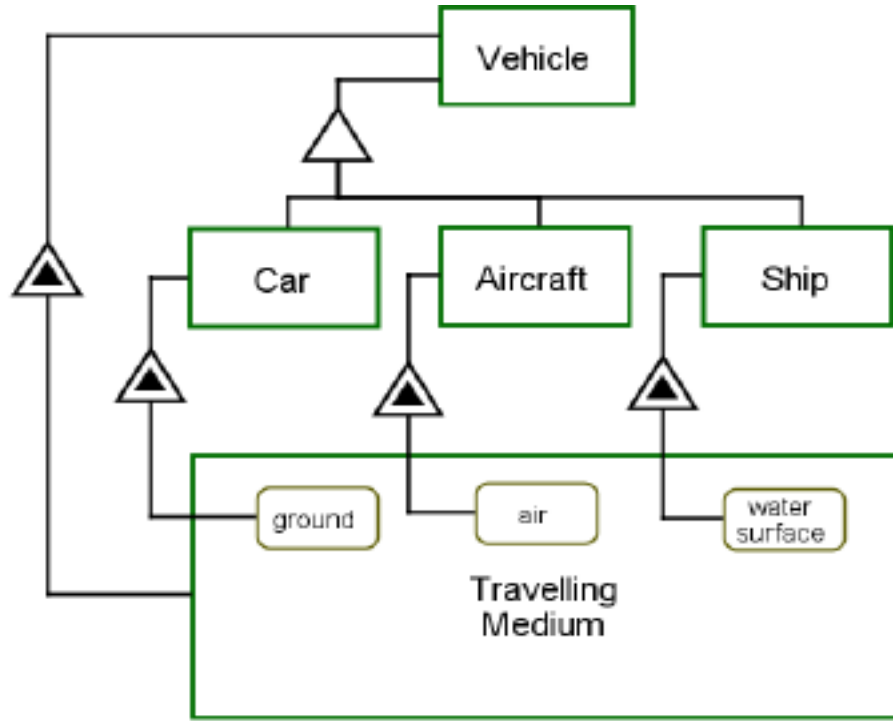 Vehicle
Car
Aircraft
Ship
ground
air
water
surface
Travelling
Medium